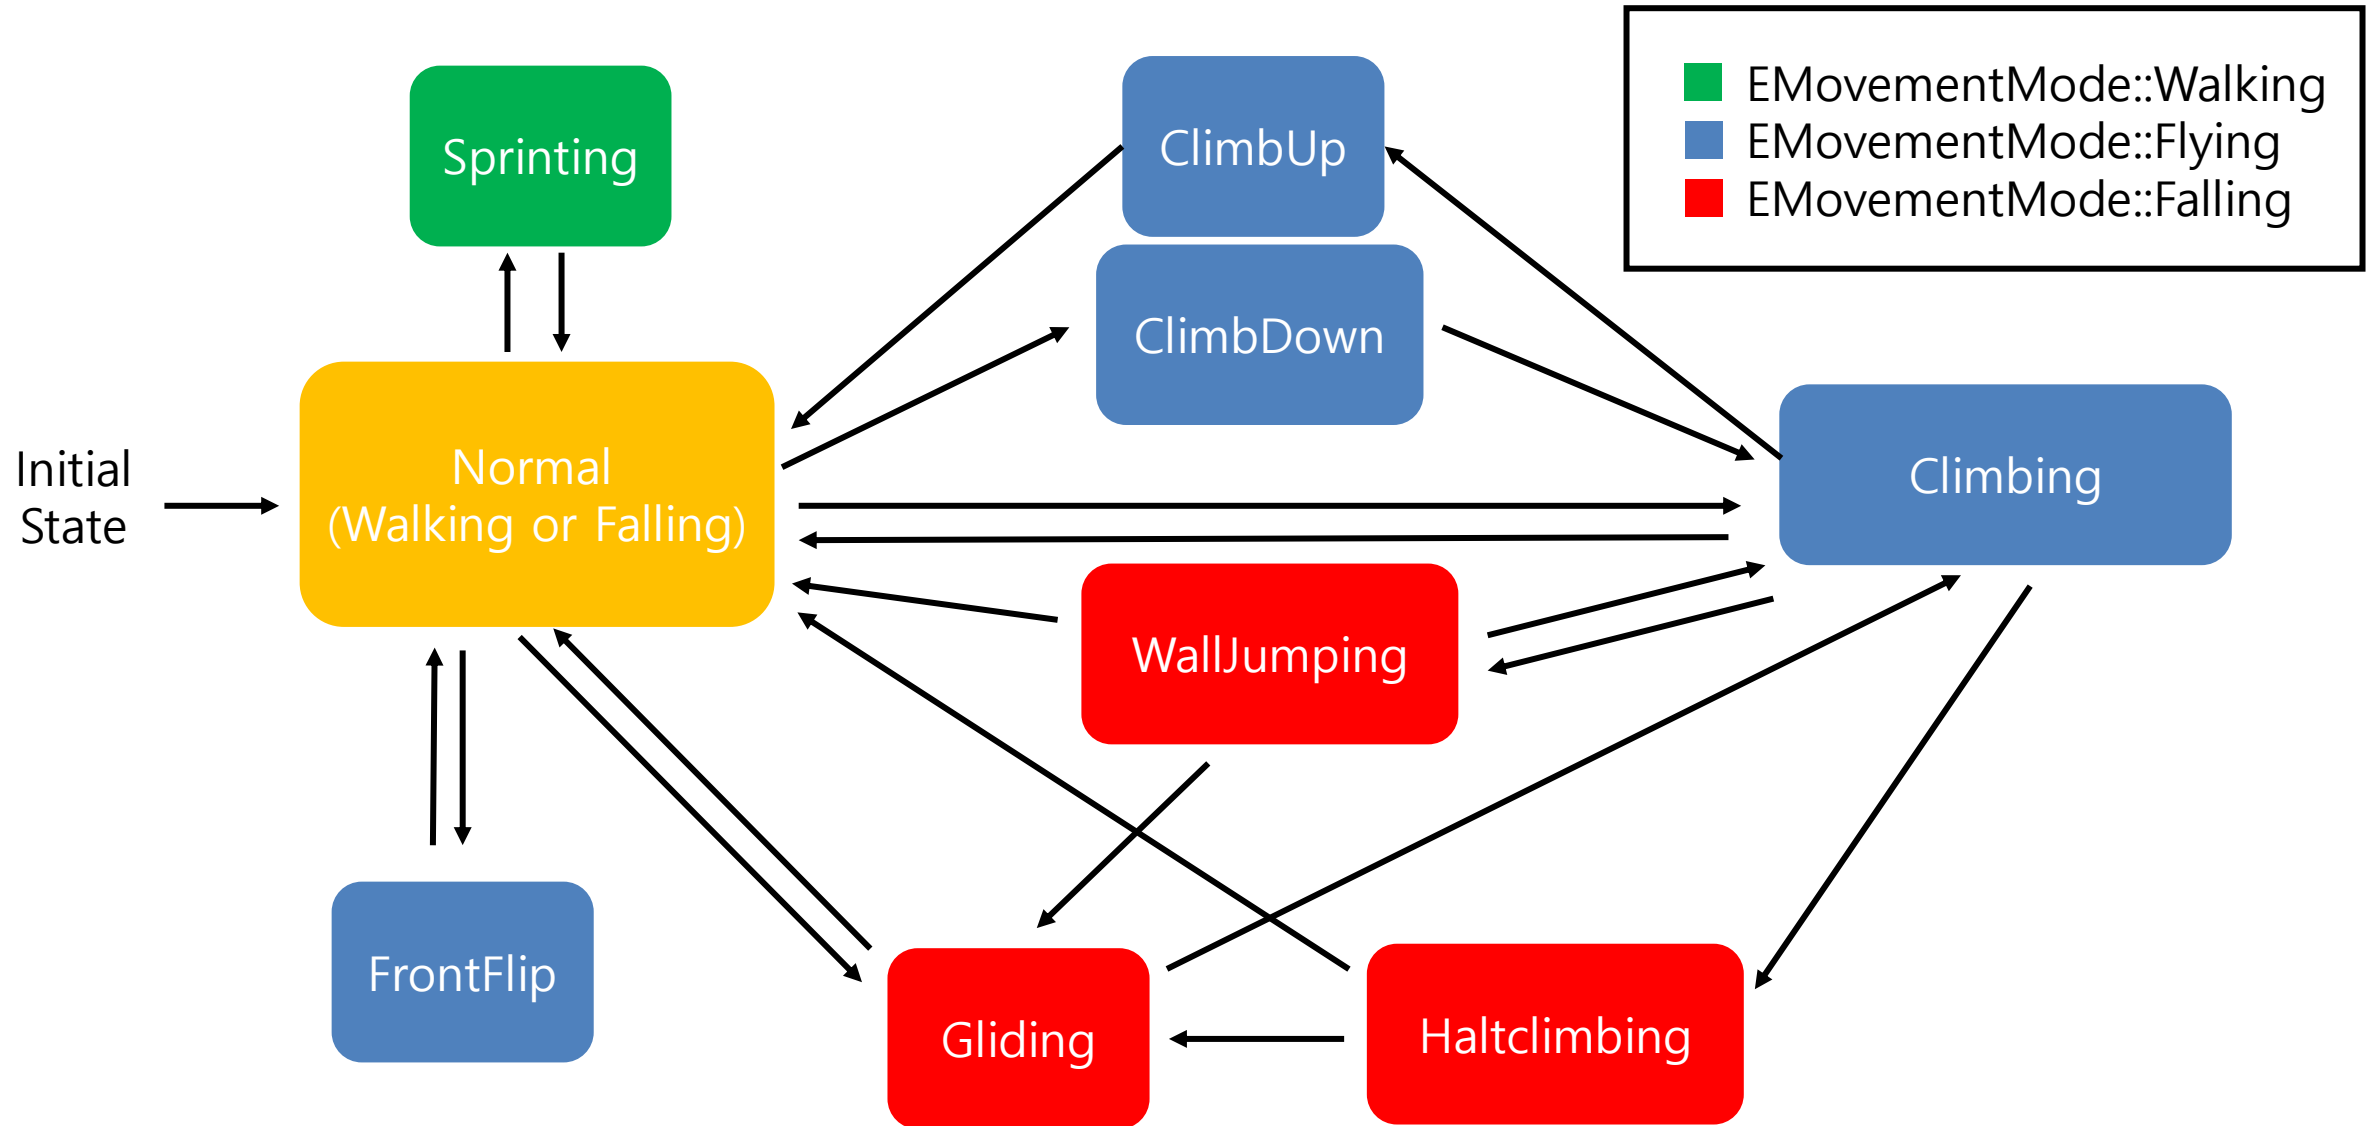 EMovementMode::Walking
EMovementMode::Flying
EMovementMode::Falling
Sprinting
ClimbUp
ClimbDown
Initial
State
Normal
(Walking or Falling)
Climbing
WallJumping
FrontFlip
Gliding
Haltclimbing